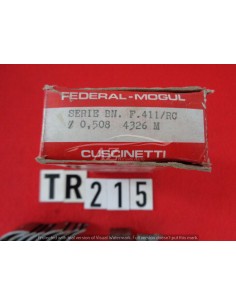 FEDERAL-MOGUL
SERIE BN. F.411/RC
Z 0,508 4326 M
CUSCINETTI
TR 215